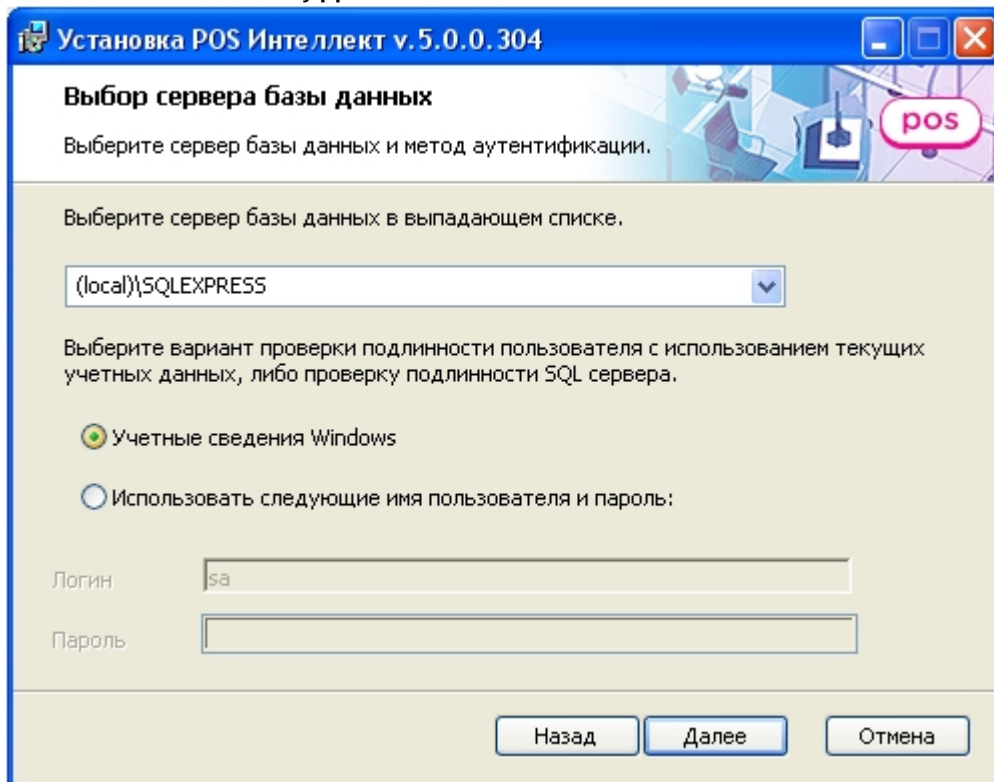 Установка POS Интеллект v.5.0.0.304
Выбор сервера базы данных
Выберите сервер базы данных и метод аутентификации.
pos
Выберите сервер базы данных в выпадающем списке.
(local)\SQLEXPRESS
Выберите вариант проверки подлинности пользователя с использованием текущих
учетных данных, либо проверку подлинности SQL сервера.
Учетные сведения Windows
Использовать следующие имя пользователя и пароль:
Логин sa
Пароль
Назад Далее Отмена